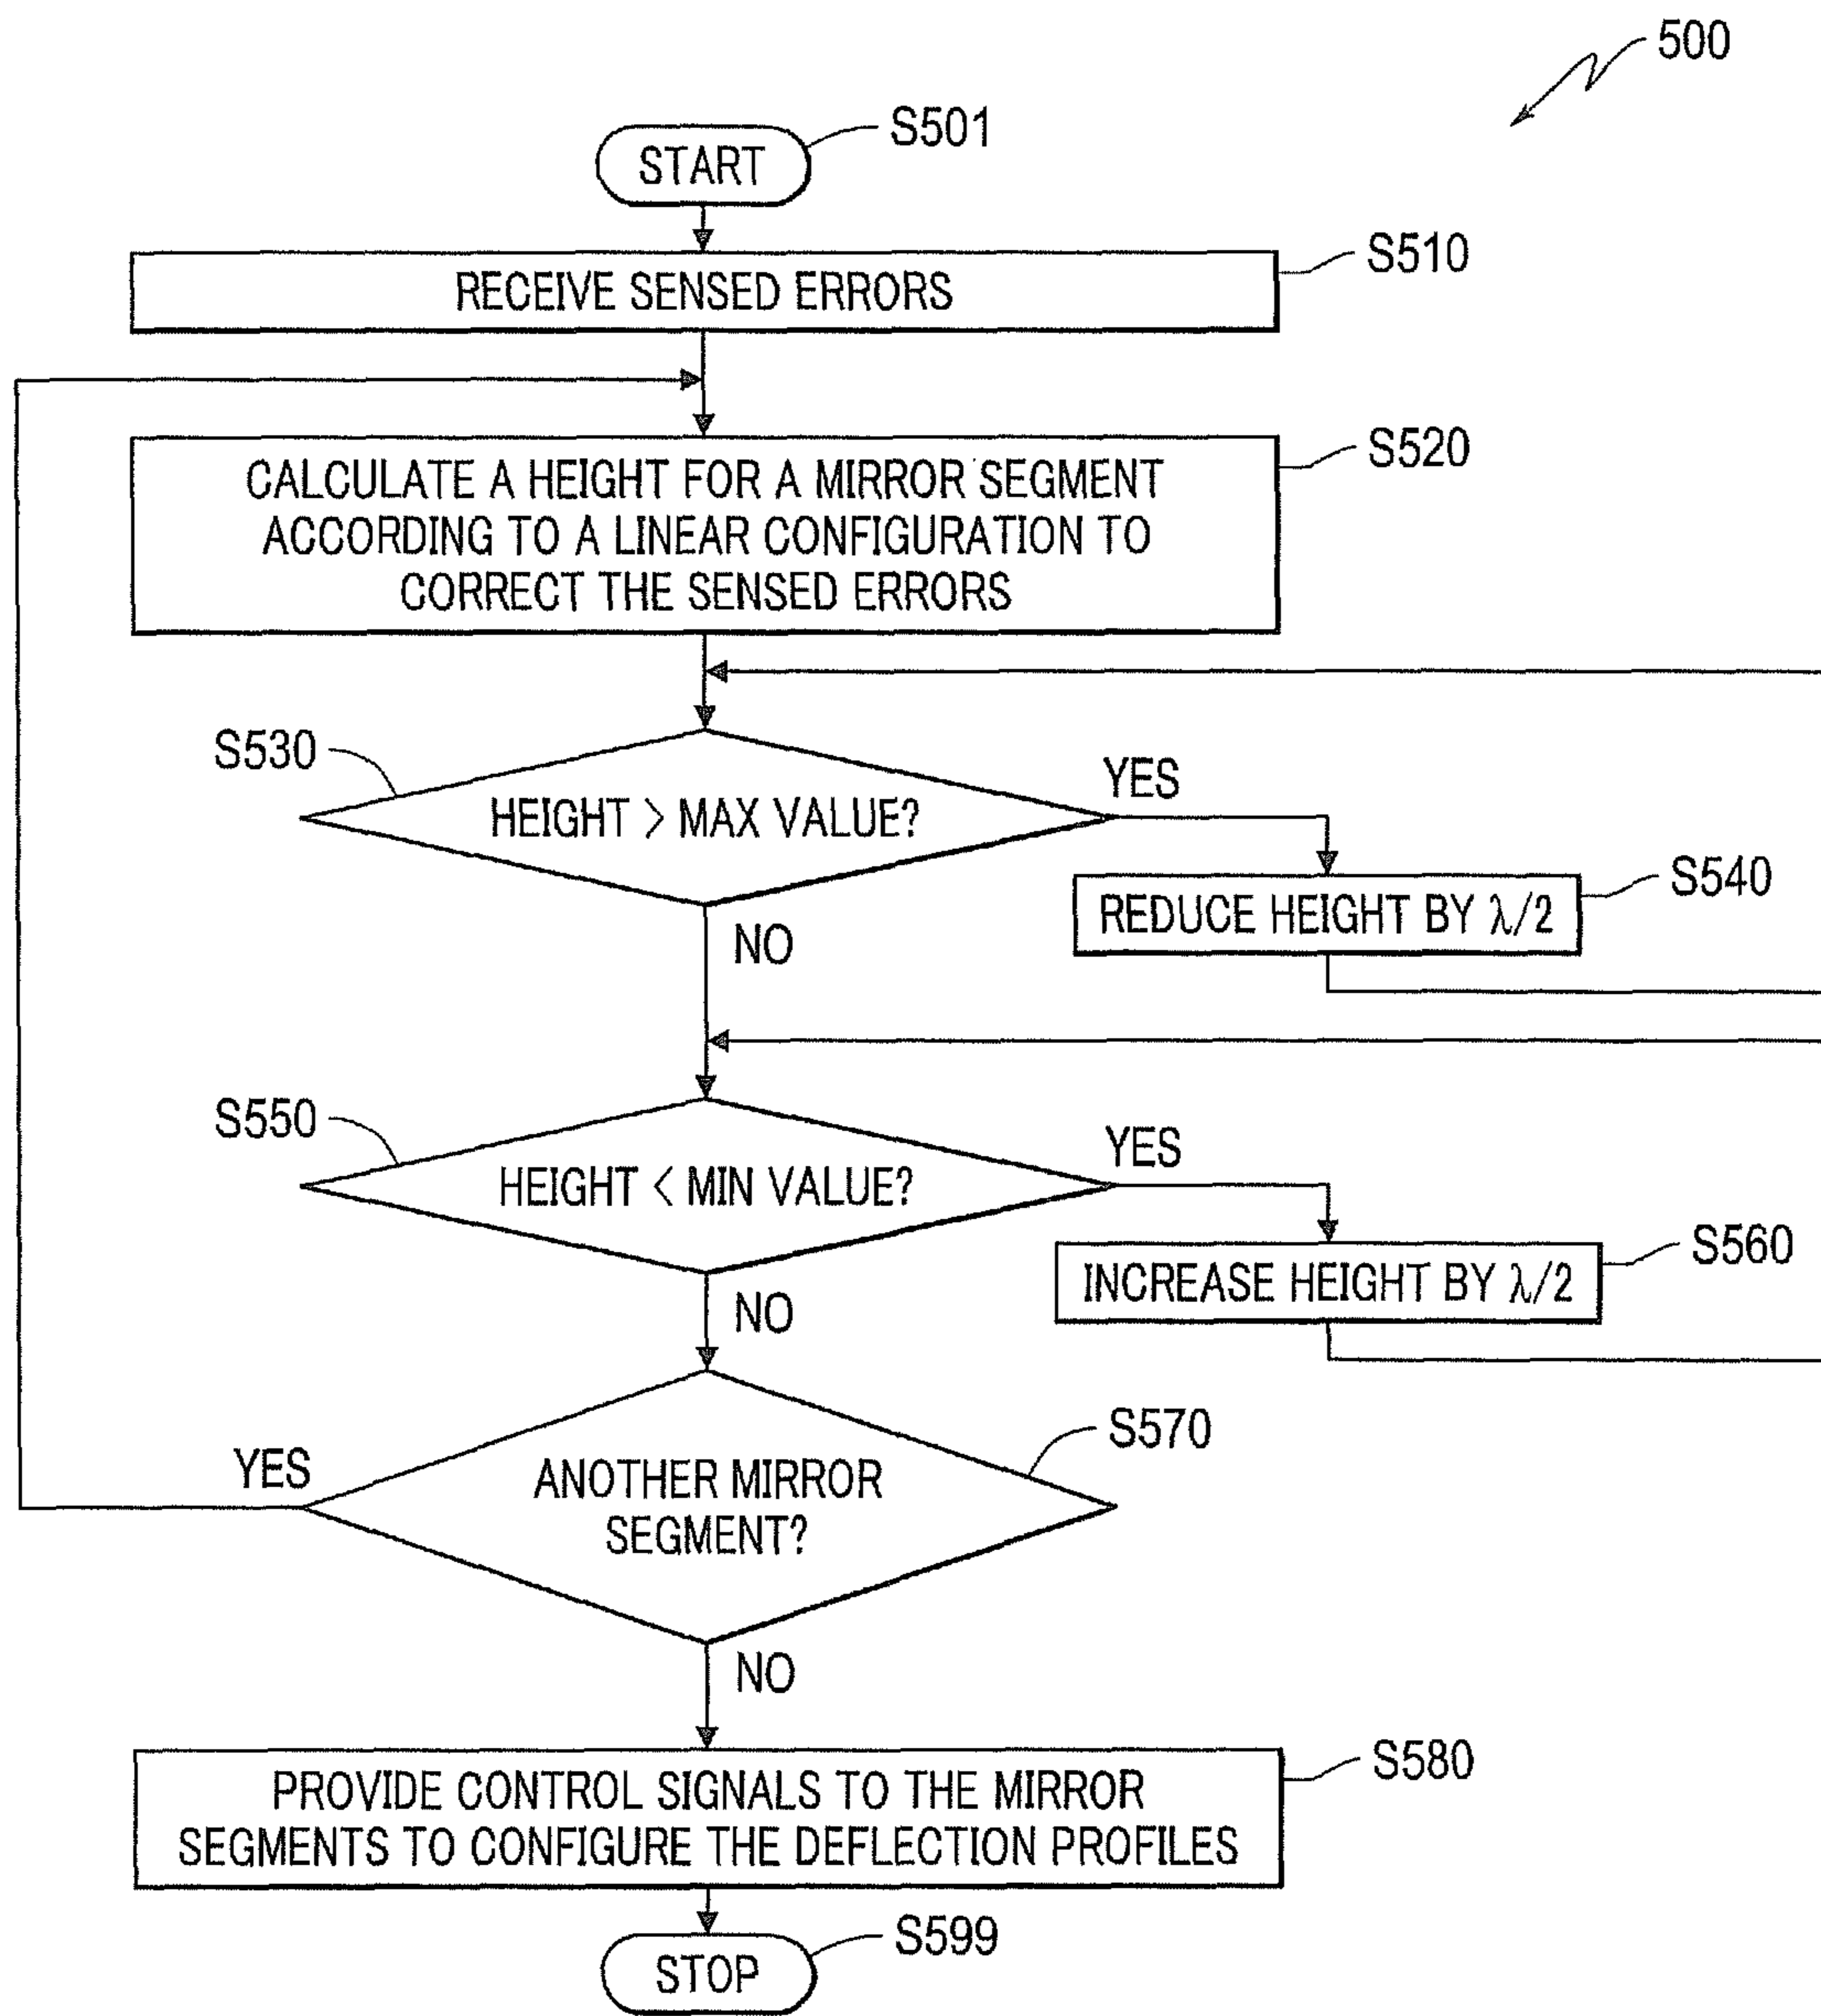 500
START
S501
RECEIVE SENSED ERRORS
S510
CALCULATE A HEIGHT FOR A MIRROR SEGMENT
ACCORDING TO A LINEAR CONFIGURATION TO
CORRECT THE SENSED ERRORS
S520
S530
HEIGHT > MAX VALUE?
YES
NO
REDUCE HEIGHT BY λ/2
S540
S550
HEIGHT < MIN VALUE?
YES
NO
INCREASE HEIGHT BY λ/2
S560
ANOTHER MIRROR
SEGMENT?
S570
YES
NO
PROVIDE CONTROL SIGNALS TO THE MIRROR
SEGMENTS TO CONFIGURE THE DEFLECTION PROFILES
S580
STOP
S599